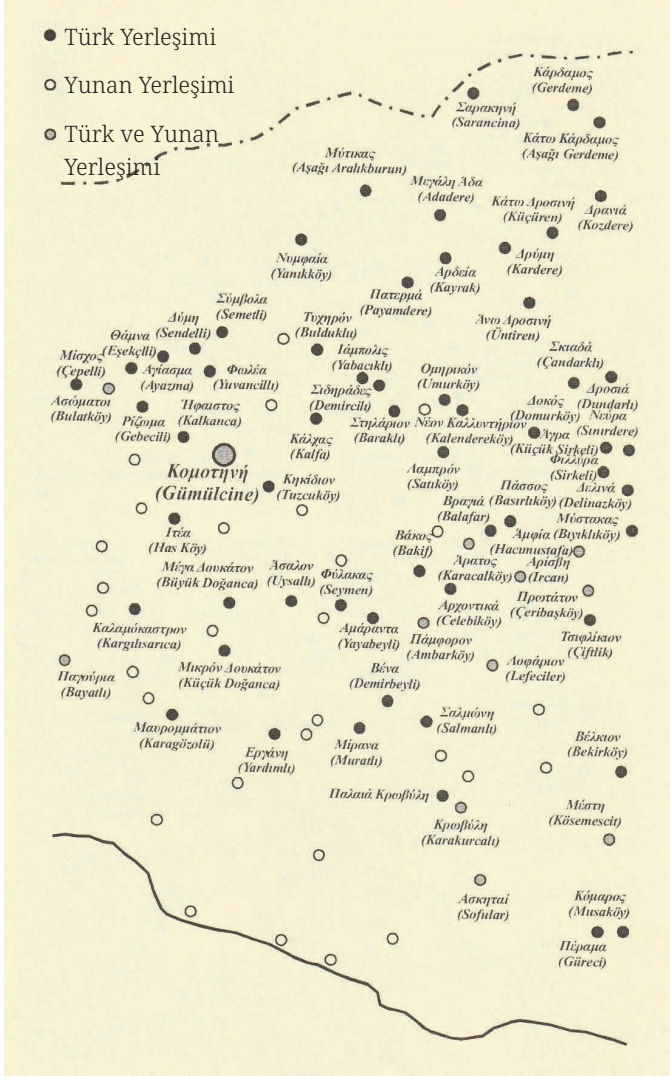 Türk Yerleşimi
Yunan Yerleşimi
Türk ve Yunan
Yerleşimi
Κάρδαμος
(Gerdeme)
Σαρακηνή
(Sarancina)
Κάτω Κάρδαμος
(Aşağı Gerdeme)
Μύτικας
(Aşağı Aralıkburun)
Μεγάλη Άδα
(Adadere)
Κάτω Δροσινή
(Küçüren)
Δρανιά
(Kozdere)
Νυμφαία
(Yanıkköy)
Αρδεία
(Kayrak)
Δρύμη
(Kardere)
Πατερμά
(Payamdere)
Άνω Δροσινή
(Üntiren)
Σύμβολα
(Semetli)
Τυχηρόν
(Bulduklu)
Δύμη
(Sendelli)
Θάμνα
(Eşekçili)
Μίσχος
(Çepelli)
Αγίασμα
(Ayazma)
Φωλέα
(Yuvancıllı)
Ιάμπολις
(Yabacıklı)
Σκιαδά
(Çandarklı)
Ομηρικόν
(Umurköy)
Δροσιά
(Dundarlı)
Ασώματοι
(Bulatköy)
Ρίζωμα
(Gebecili)
Ήφαιστος
(Kalkanca)
Σιδηράδες
(Demircili)
Στηλάριον
(Baraklı)
Νέον Καλλυντήριον
(Kalendereköy)
Δοκός
(Domurköy)
Νεύρα
(Sınırdere)
Κάλχας
(Kalfa)
Άγρα
(Küçük Sirkeli)
Φιλλύρα
(Sirkeli)
Κομοτηνή
(Gümülcine)
Κηκίδιον
(Tuzcuköy)
Λαμπρόν
(Satıköy)
Πάσσος
(Basırlıköy)
Δειλινά
(Delinazköy)
Βραγιά
(Balafar)
Μύστακας
(Bıyıklıköy)
Ιτέα
(Has Köy)
Βάκος
(Bakif)
Αμφία
(Hacımustafa)
Άρατος
(Karacalköy)
Αρίσβη
(Ircan)
Μέγα Δουκάτον
(Büyük Doğanca)
Άσαλον
(Uysallı)
Φύλακας
(Seymen)
Αρχοντικά
(Celebiköy)
Πρωτάτον
(Çeribaşköy)
Καλαμόκαστρον
(Kargılısarıca)
Αμάραντα
(Yayabeyli)
Πάμφορον
(Ambarköy)
Τσιφλίκιον
(Çiftlik)
Παγούρια
(Bayatlı)
Μικρόν Δουκάτον
(Küçük Doğanca)
Βένα
(Demirbeyli)
Λοφάριον
(Lefeciler)
Μαυρομμάτιον
(Karagözolü)
Εργάνη
(Yardımlı)
Μίρανα
(Muratlı)
Σαλμώνη
(Salmanlı)
Βέλκιον
(Bekirköy)
Παλαιά Κρωβύλη
Κρωβύλη
(Karakurcalı)
Μέστη
(Kösemescit)
Ασκηταί
(Sofular)
Κόμαρος
(Musaköy)
Πέραμα
(Güreci)